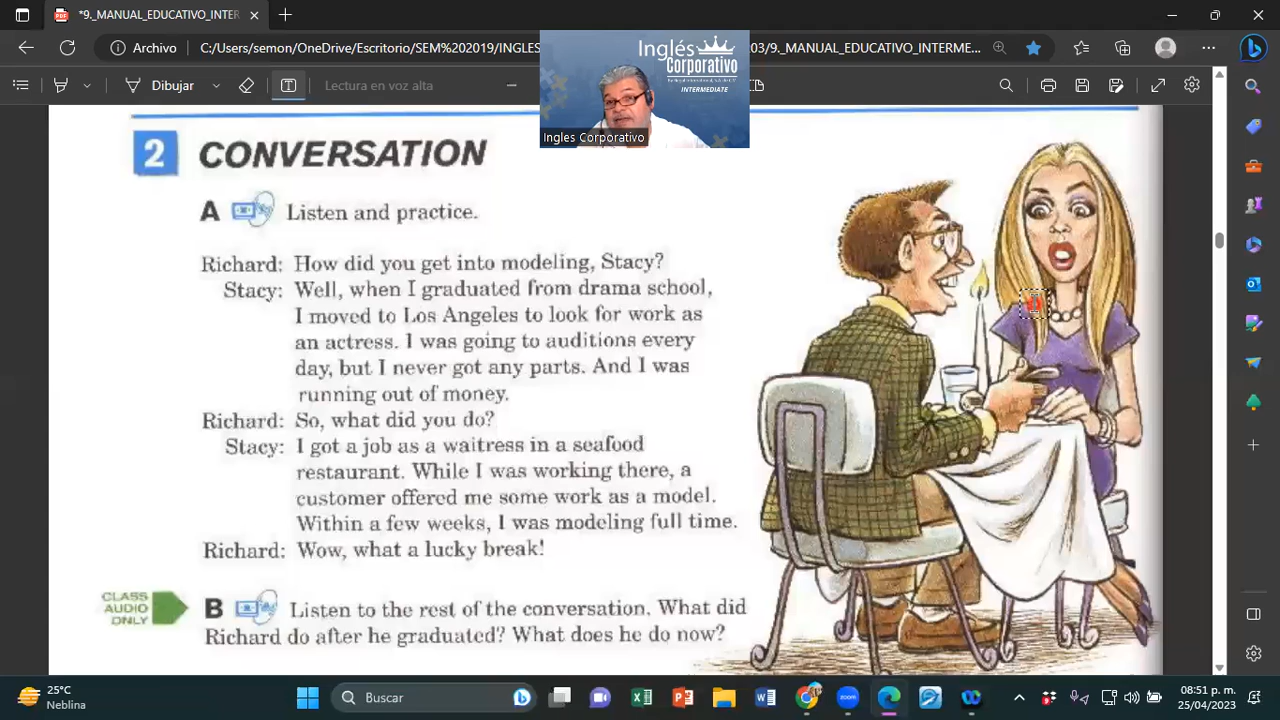 *9_MANUAL_EDUCATIVO_INTER
Archivo
C:/Users/semon/OneDrive/Escritorio/SEM%202019/INGLES
03/9._MANUAL_EDUCATIVO_INTERME...
Dibujar
Lectura en voz alta
Inglés
Corporativo
INTERMEDIATE
Ingles Corporativo
2 CONVERSATION
A Listen and practice.
Richard: How did you get into modeling, Stacy?
Stacy: Well, when I graduated from drama school,
I moved to Los Angeles to look for work as
an actress. I was going to auditions every
day, but I never got any parts. And I was
running out of money.
Richard: So, what did you do?
Stacy: I got a job as a waitress in a seafood
restaurant. While I was working there, a
customer offered me some work as a model.
Within a few weeks, I was modeling full time.
Richard: Wow, what a lucky break!
CLASS
AUDIO
ONLY
B Listen to the rest of the conversation. What did
Richard do after he graduated? What does he do now?
25°C
Neblina
Buscar
zoom
08:51 p. m.
25/04/2023